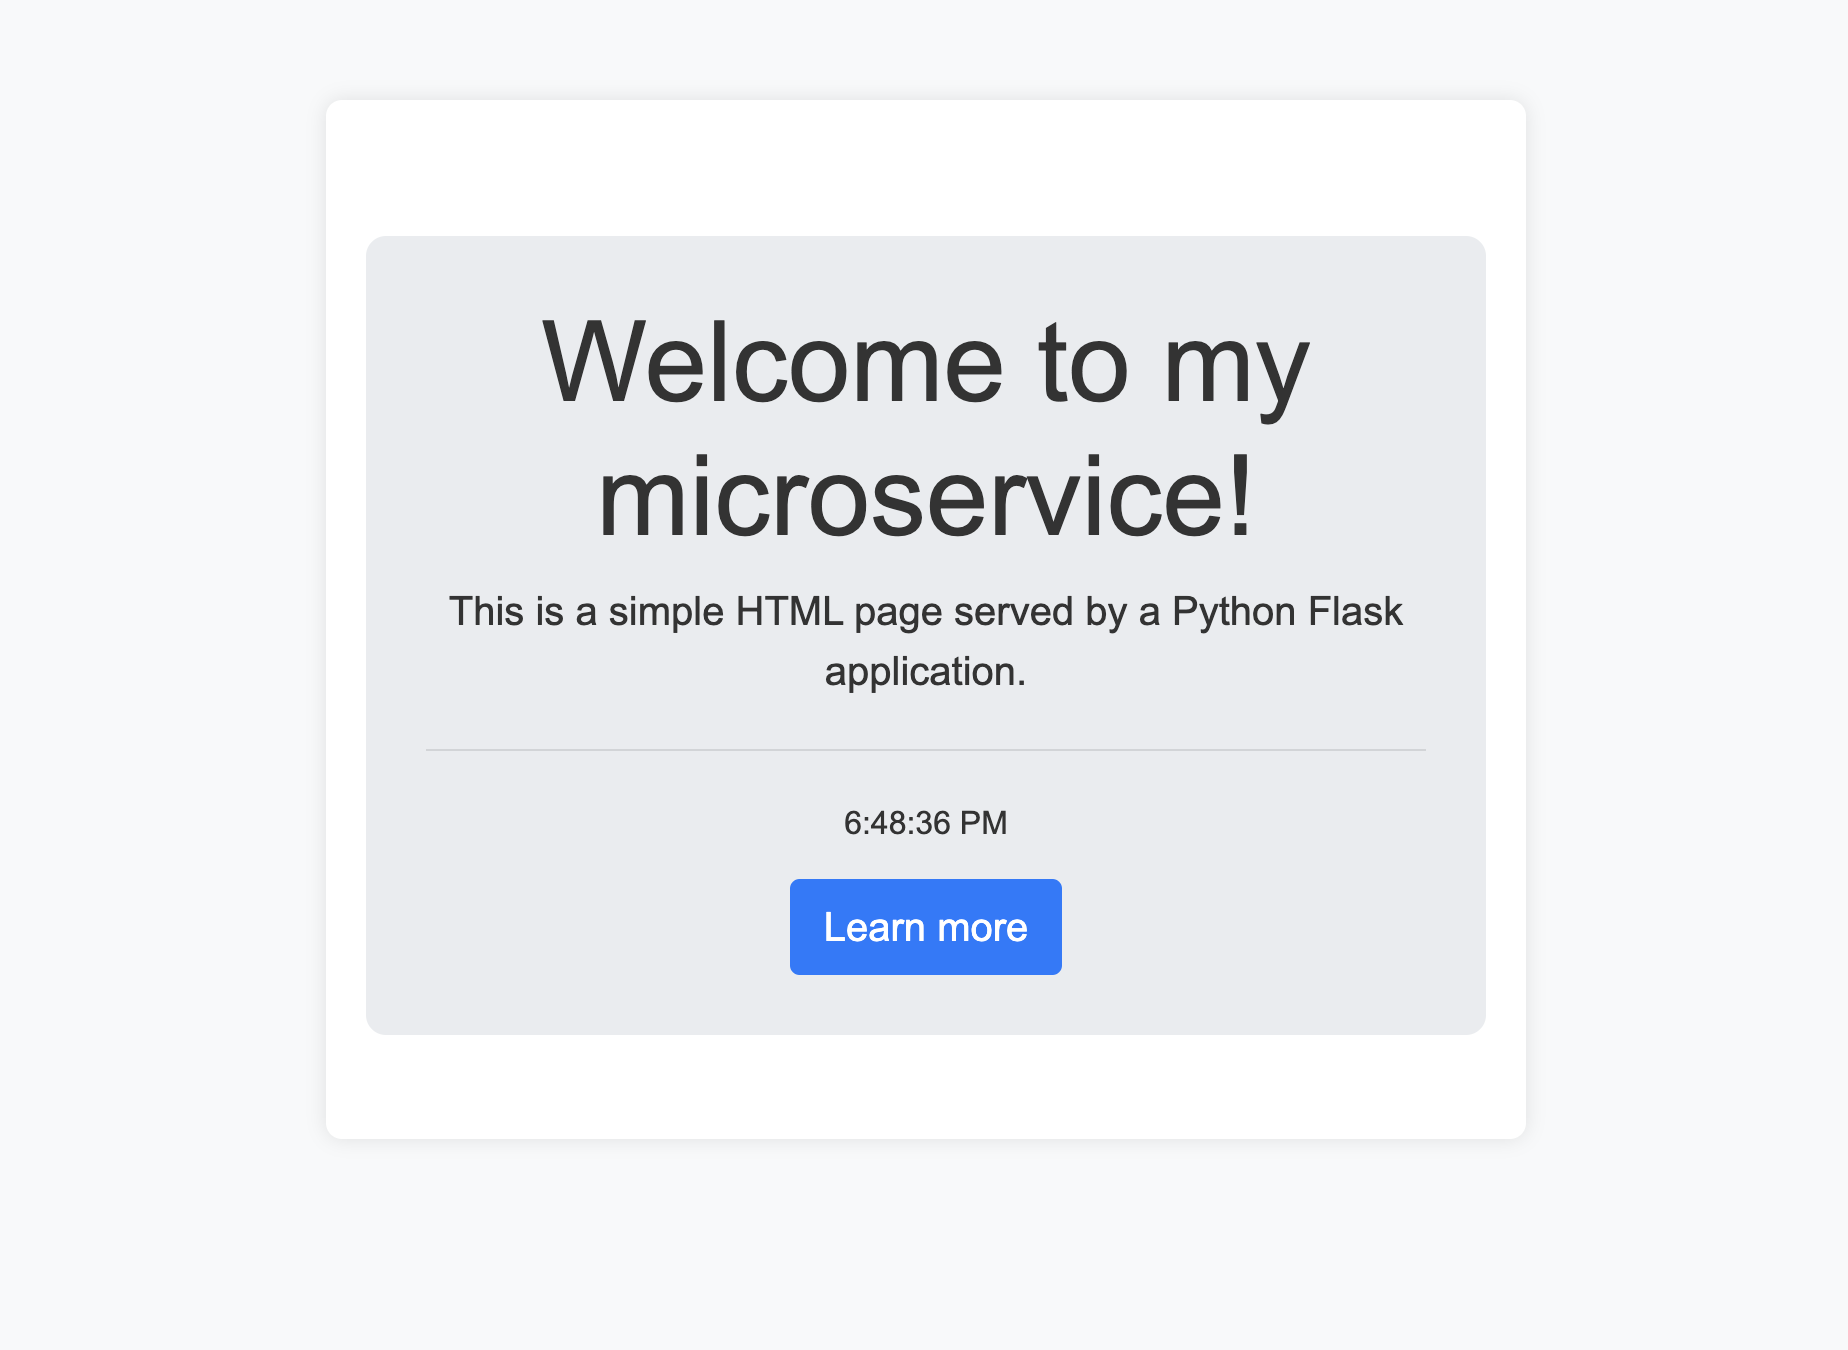 Welcome to my
microservice!
This is a simple HTML page served by a Python Flask
application.
6:48:36 PM
Learn more